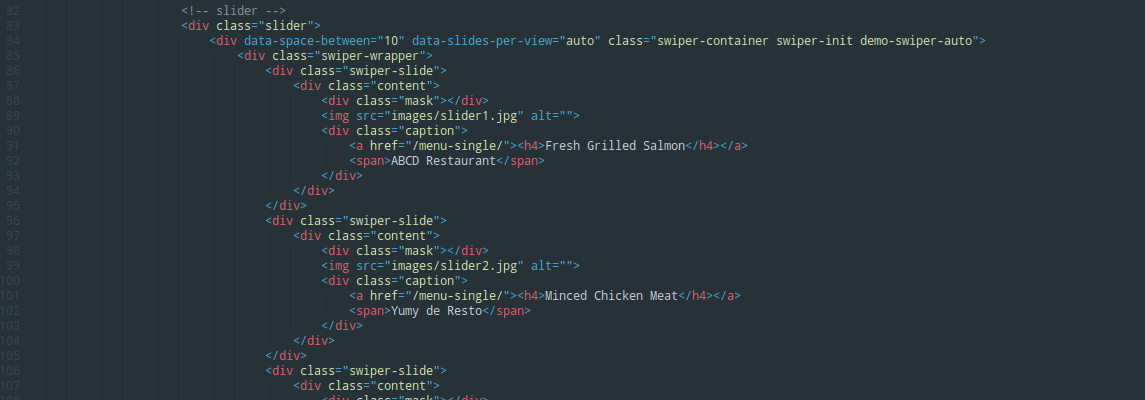 82 <!-- slider -->
83 <div class="slider">
84 <div data-space-between="10" data-slides-per-view="auto" class="swiper-container swiper-init demo-swiper-auto">
85 <div class="swiper-wrapper">
86 <div class="swiper-slide">
87 <div class="content">
88 <div class="mask"></div>
89 <img src="images/slider1.jpg" alt="">
90 <div class="caption">
91 <a href="/menu-single/"><h4>Fresh Grilled Salmon</h4></a>
92 <span>ABCD Restaurant</span>
93 </div>
94 </div>
95 </div>
96 <div class="swiper-slide">
97 <div class="content">
98 <div class="mask"></div>
99 <img src="images/slider2.jpg" alt="">
100 <div class="caption">
101 <a href="/menu-single/"><h4>Minced Chicken Meat</h4></a>
102 <span>Yumy de Resto</span>
103 </div>
104 </div>
105 </div>
106 <div class="swiper-slide">
107 <div class="content">
<div class="mask"></div>